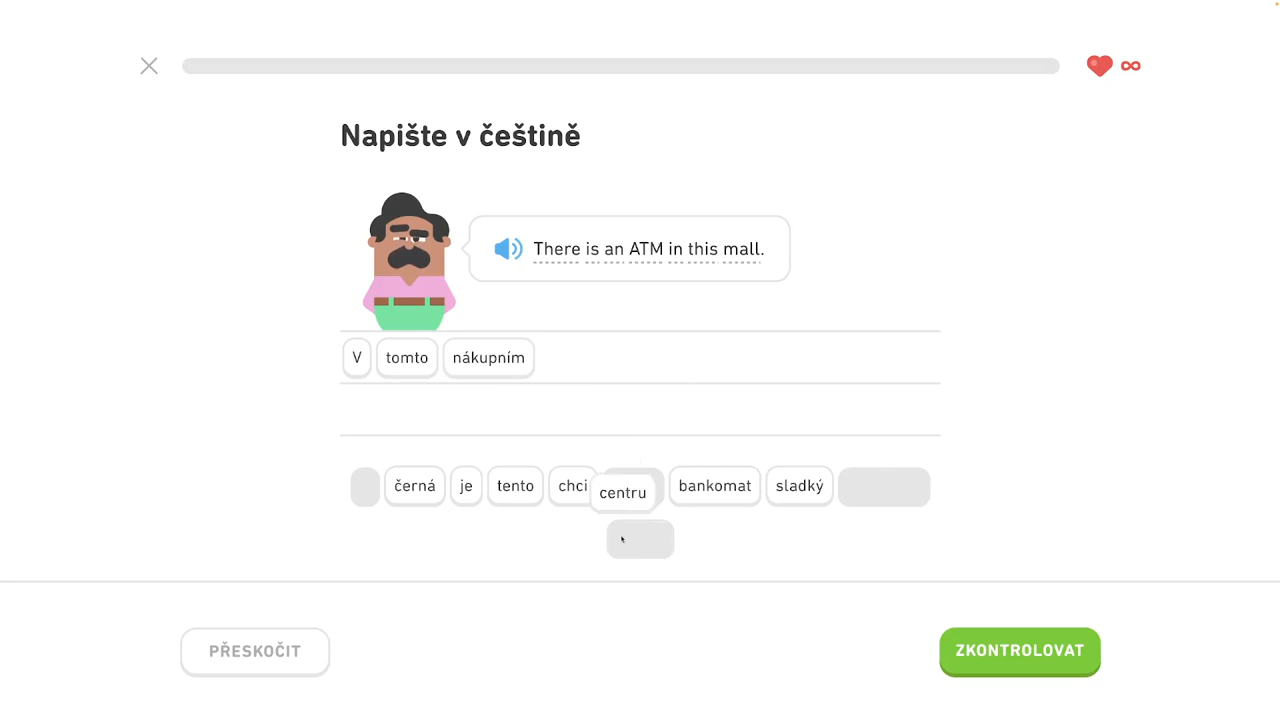 Napište v češtině
There is an ATM in this mall.
V tomto nákupním
černá je tento chci centru bankomat sladký
PŘESKOČIT ZKONTROLOVAT